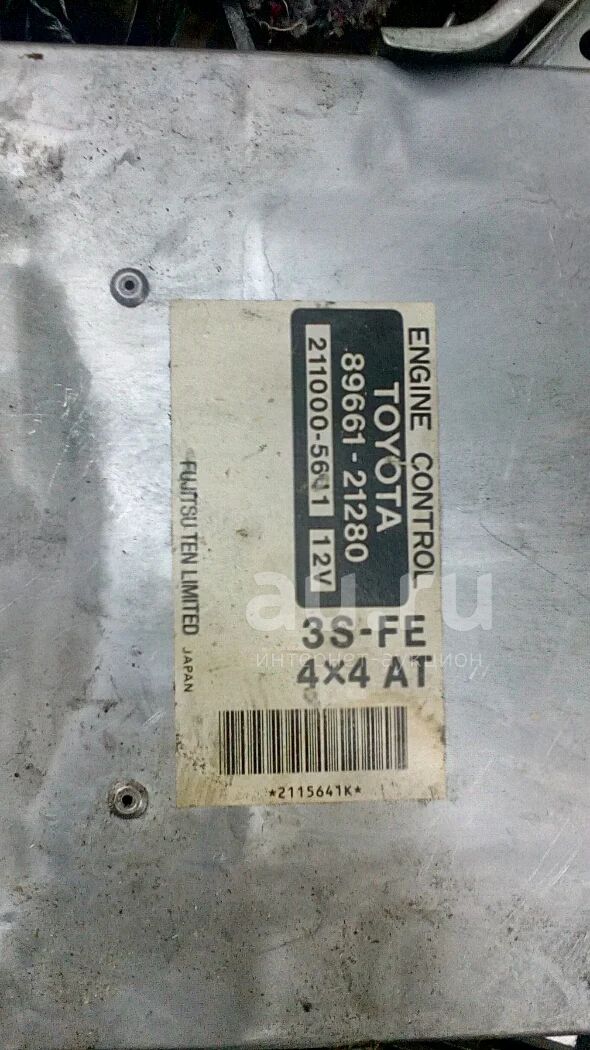 ENGINE CONTROL
TOYOTA
89661-21280
211000-5641 12V
3S-FE
4×4 AT
FUJITSU TEN LIMITED JAPAN
*2115641K*
au.ru
интернет-аукцион